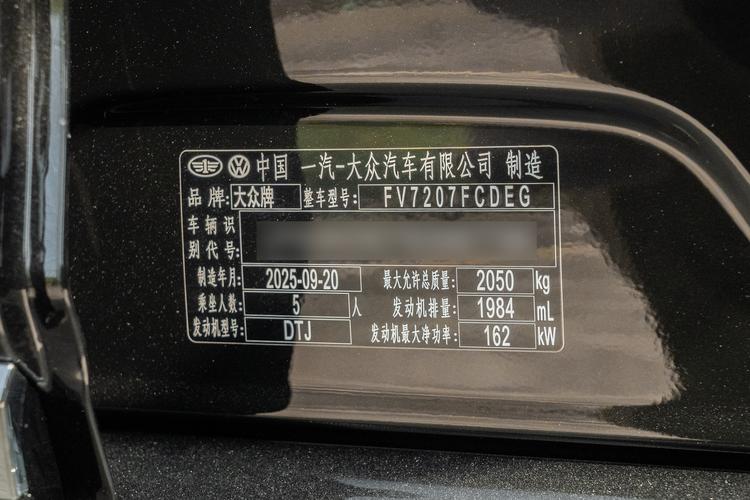 中国 一汽-大众汽车有限公司 制造
品牌:大众牌 整车型号: FV7207FCDEG
车辆识
别代号:
制造年月: 2025-09-20 最大允许总质量: 2050 kg
乘坐人数: 5 人 发动机排量: 1984 mL
发动机型号: DTJ 发动机最大净功率: 162 kW